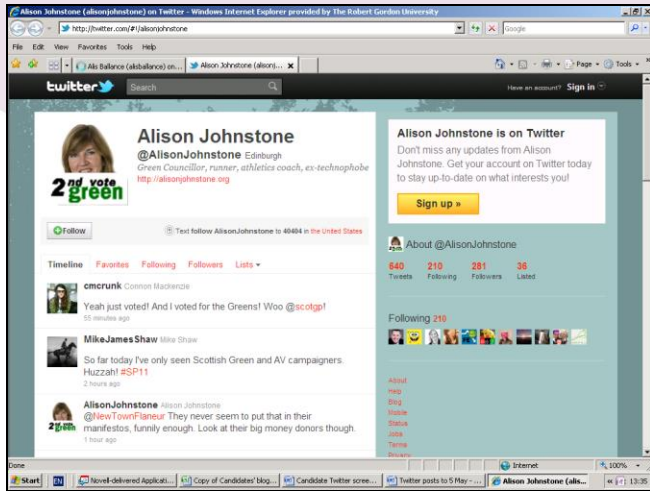 Alison Johnstone (alisonjohnstone) on Twitter - Windows Internet Explorer provided by The Robert Gordon University
http://twitter.com/#!/alisonjohnstone
Google
File Edit View Favorites Tools Help
Alis Ballance (alisballance) on...
Alison Johnstone (alisonj...
Page
Tools
twitter
Search
Have an account? Sign in
Alison Johnstone
@AlisonJohnstone Edinburgh
Green Councillor, runner, athletics coach, ex-technophobe
http://alisonjohnstone.org
2nd vote
green
Follow
Text follow AlisonJohnstone to 40404 in the United States
Timeline Favorites Following Followers Lists
cmcrunk Connon Mackenzie
Yeah just voted! And I voted for the Greens! Woo @scotgp!
55 minutes ago
MikeJamesShaw Mike Shaw
So far today I've only seen Scottish Green and AV campaigners.
Huzzah! #SP11
2 hours ago
AlisonJohnstone Alison Johnstone
@NewTownFlaneur They never seem to put that in their
manifestos, funnily enough. Look at their big money donors though.
1 hour ago
Alison Johnstone is on Twitter
Don't miss any updates from Alison
Johnstone. Get your account on Twitter today
to stay up-to-date on what interests you!
Sign up »
About @AlisonJohnstone
640 210 281 36
Tweets Following Followers Listed
Following 210
About
Help
Blog
Mobile
Status
Jobs
Terms
Privacy
Done
Internet
100%
Start
EN
Novell-delivered Applicati...
Copy of Candidates' blog...
Candidate Twitter scree...
Twitter posts to 5 May - ...
Alison Johnstone (alis...
13:35